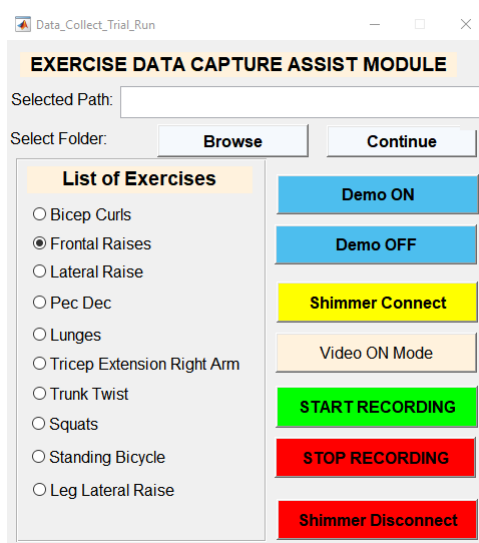 Data_Collect_Trial_Run
EXERCISE DATA CAPTURE ASSIST MODULE
Selected Path:
Select Folder: Browse Continue
List of Exercises
Bicep Curls
Frontal Raises
Lateral Raise
Pec Dec
Lunges
Tricep Extension Right Arm
Trunk Twist
Squats
Standing Bicycle
Leg Lateral Raise
Demo ON
Demo OFF
Shimmer Connect
Video ON Mode
START RECORDING
STOP RECORDING
Shimmer Disconnect